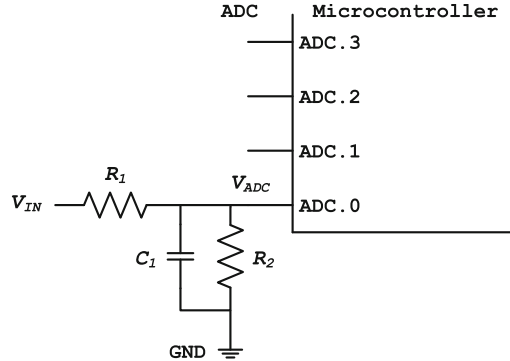 ADC Microcontroller
ADC.3
ADC.2
ADC.1
R1
VIN
VADC
ADC.0
C1
R2
GND